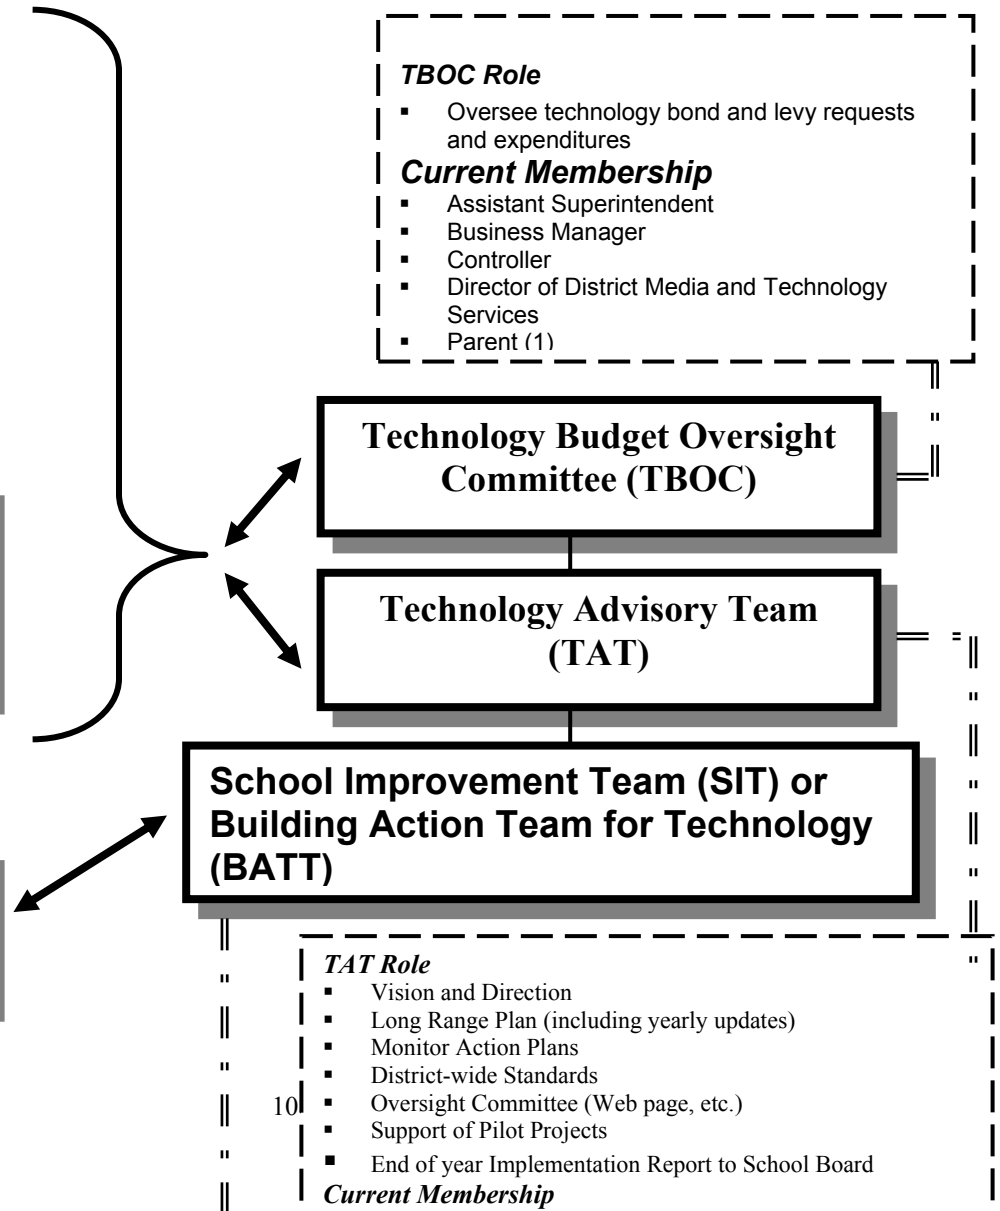 TBOC Role
▪ Oversee technology bond and levy requests
and expenditures
Current Membership
▪ Assistant Superintendent
▪ Business Manager
▪ Controller
▪ Director of District Media and Technology
Services
▪ Parent (1)
Technology Budget Oversight
Committee (TBOC)
Technology Advisory Team
(TAT)
School Improvement Team (SIT) or
Building Action Team for Technology
(BATT)
TAT Role
▪ Vision and Direction
▪ Long Range Plan (including yearly updates)
▪ Monitor Action Plans
▪ District-wide Standards
▪ Oversight Committee (Web page, etc.)
▪ Support of Pilot Projects
▪ End of year Implementation Report to School Board
Current Membership
10